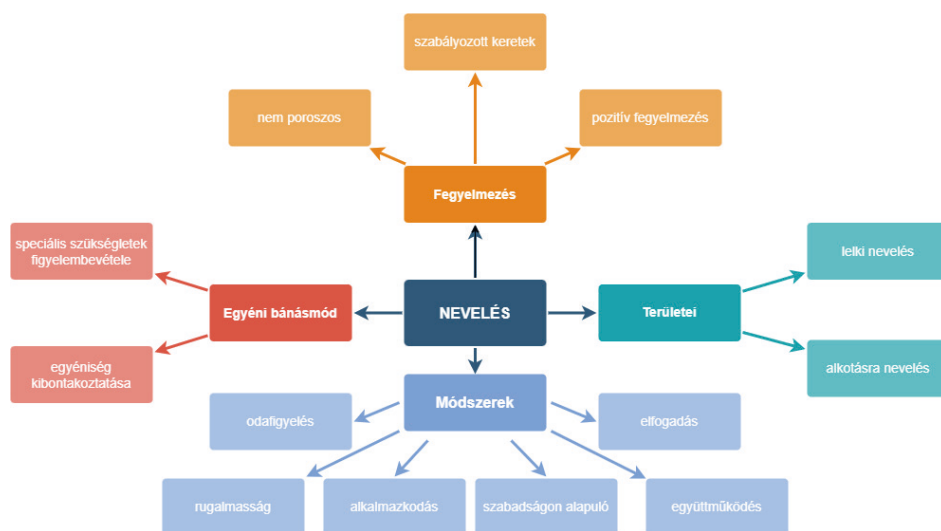 szabályozott keretek
nem poroszos
pozitív fegyelmezés
Fegyelmezés
speciális szükségletek
figyelembevétele
lelki nevelés
Egyéni bánásmód
NEVELÉS
Területei
egyéniség
kibontakoztatása
alkotásra nevelés
Módszerek
odafigyelés
elfogadás
rugalmasság
alkalmazkodás
szabadságon alapuló
együttműködés